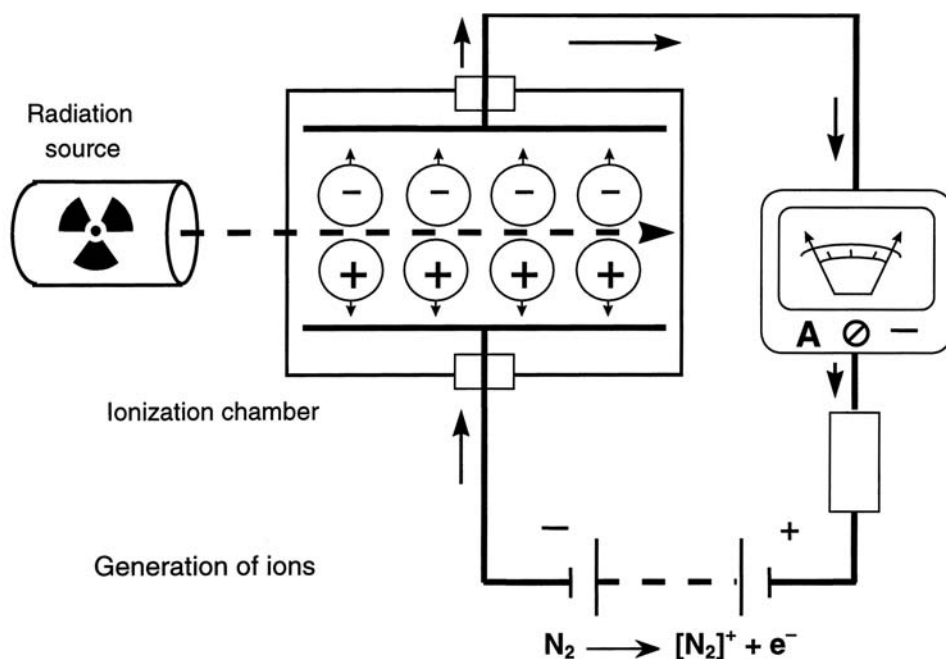 Radiation
source
− − − −
+ + + +
A −
Ionization chamber
− +
Generation of ions
N₂ ⟶ [N₂]⁺ + e⁻